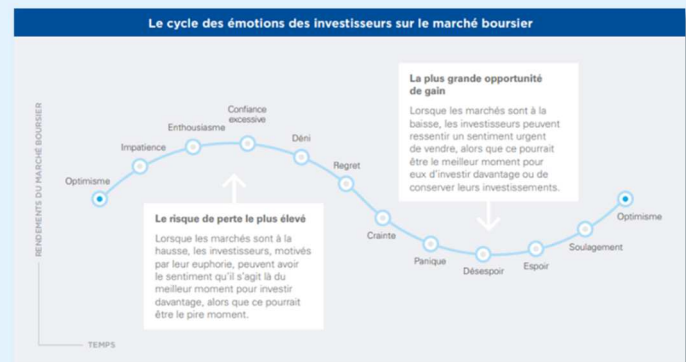 Le cycle des émotions des investisseurs sur le marché boursier
RENDEMENTS DU MARCHÉ BOURSIER
Optimisme
Impatience
Enthousiasme
Confiance
excessive
Déni
Regret
Crainte
Panique
Désespoir
Espoir
Soulagement
Optimisme
La plus grande opportunité
de gain
Lorsque les marchés sont à la
baisse, les investisseurs peuvent
ressentir un sentiment urgent
de vendre, alors que ce pourrait
être le meilleur moment pour
eux d'investir davantage ou de
conserver leurs investissements.
Le risque de perte le plus élevé
Lorsque les marchés sont à la
hausse, les investisseurs, motivés
par leur euphorie, peuvent avoir
le sentiment qu'il s'agit là du
meilleur moment pour investir
davantage, alors que ce pourrait
être le pire moment.
TEMPS